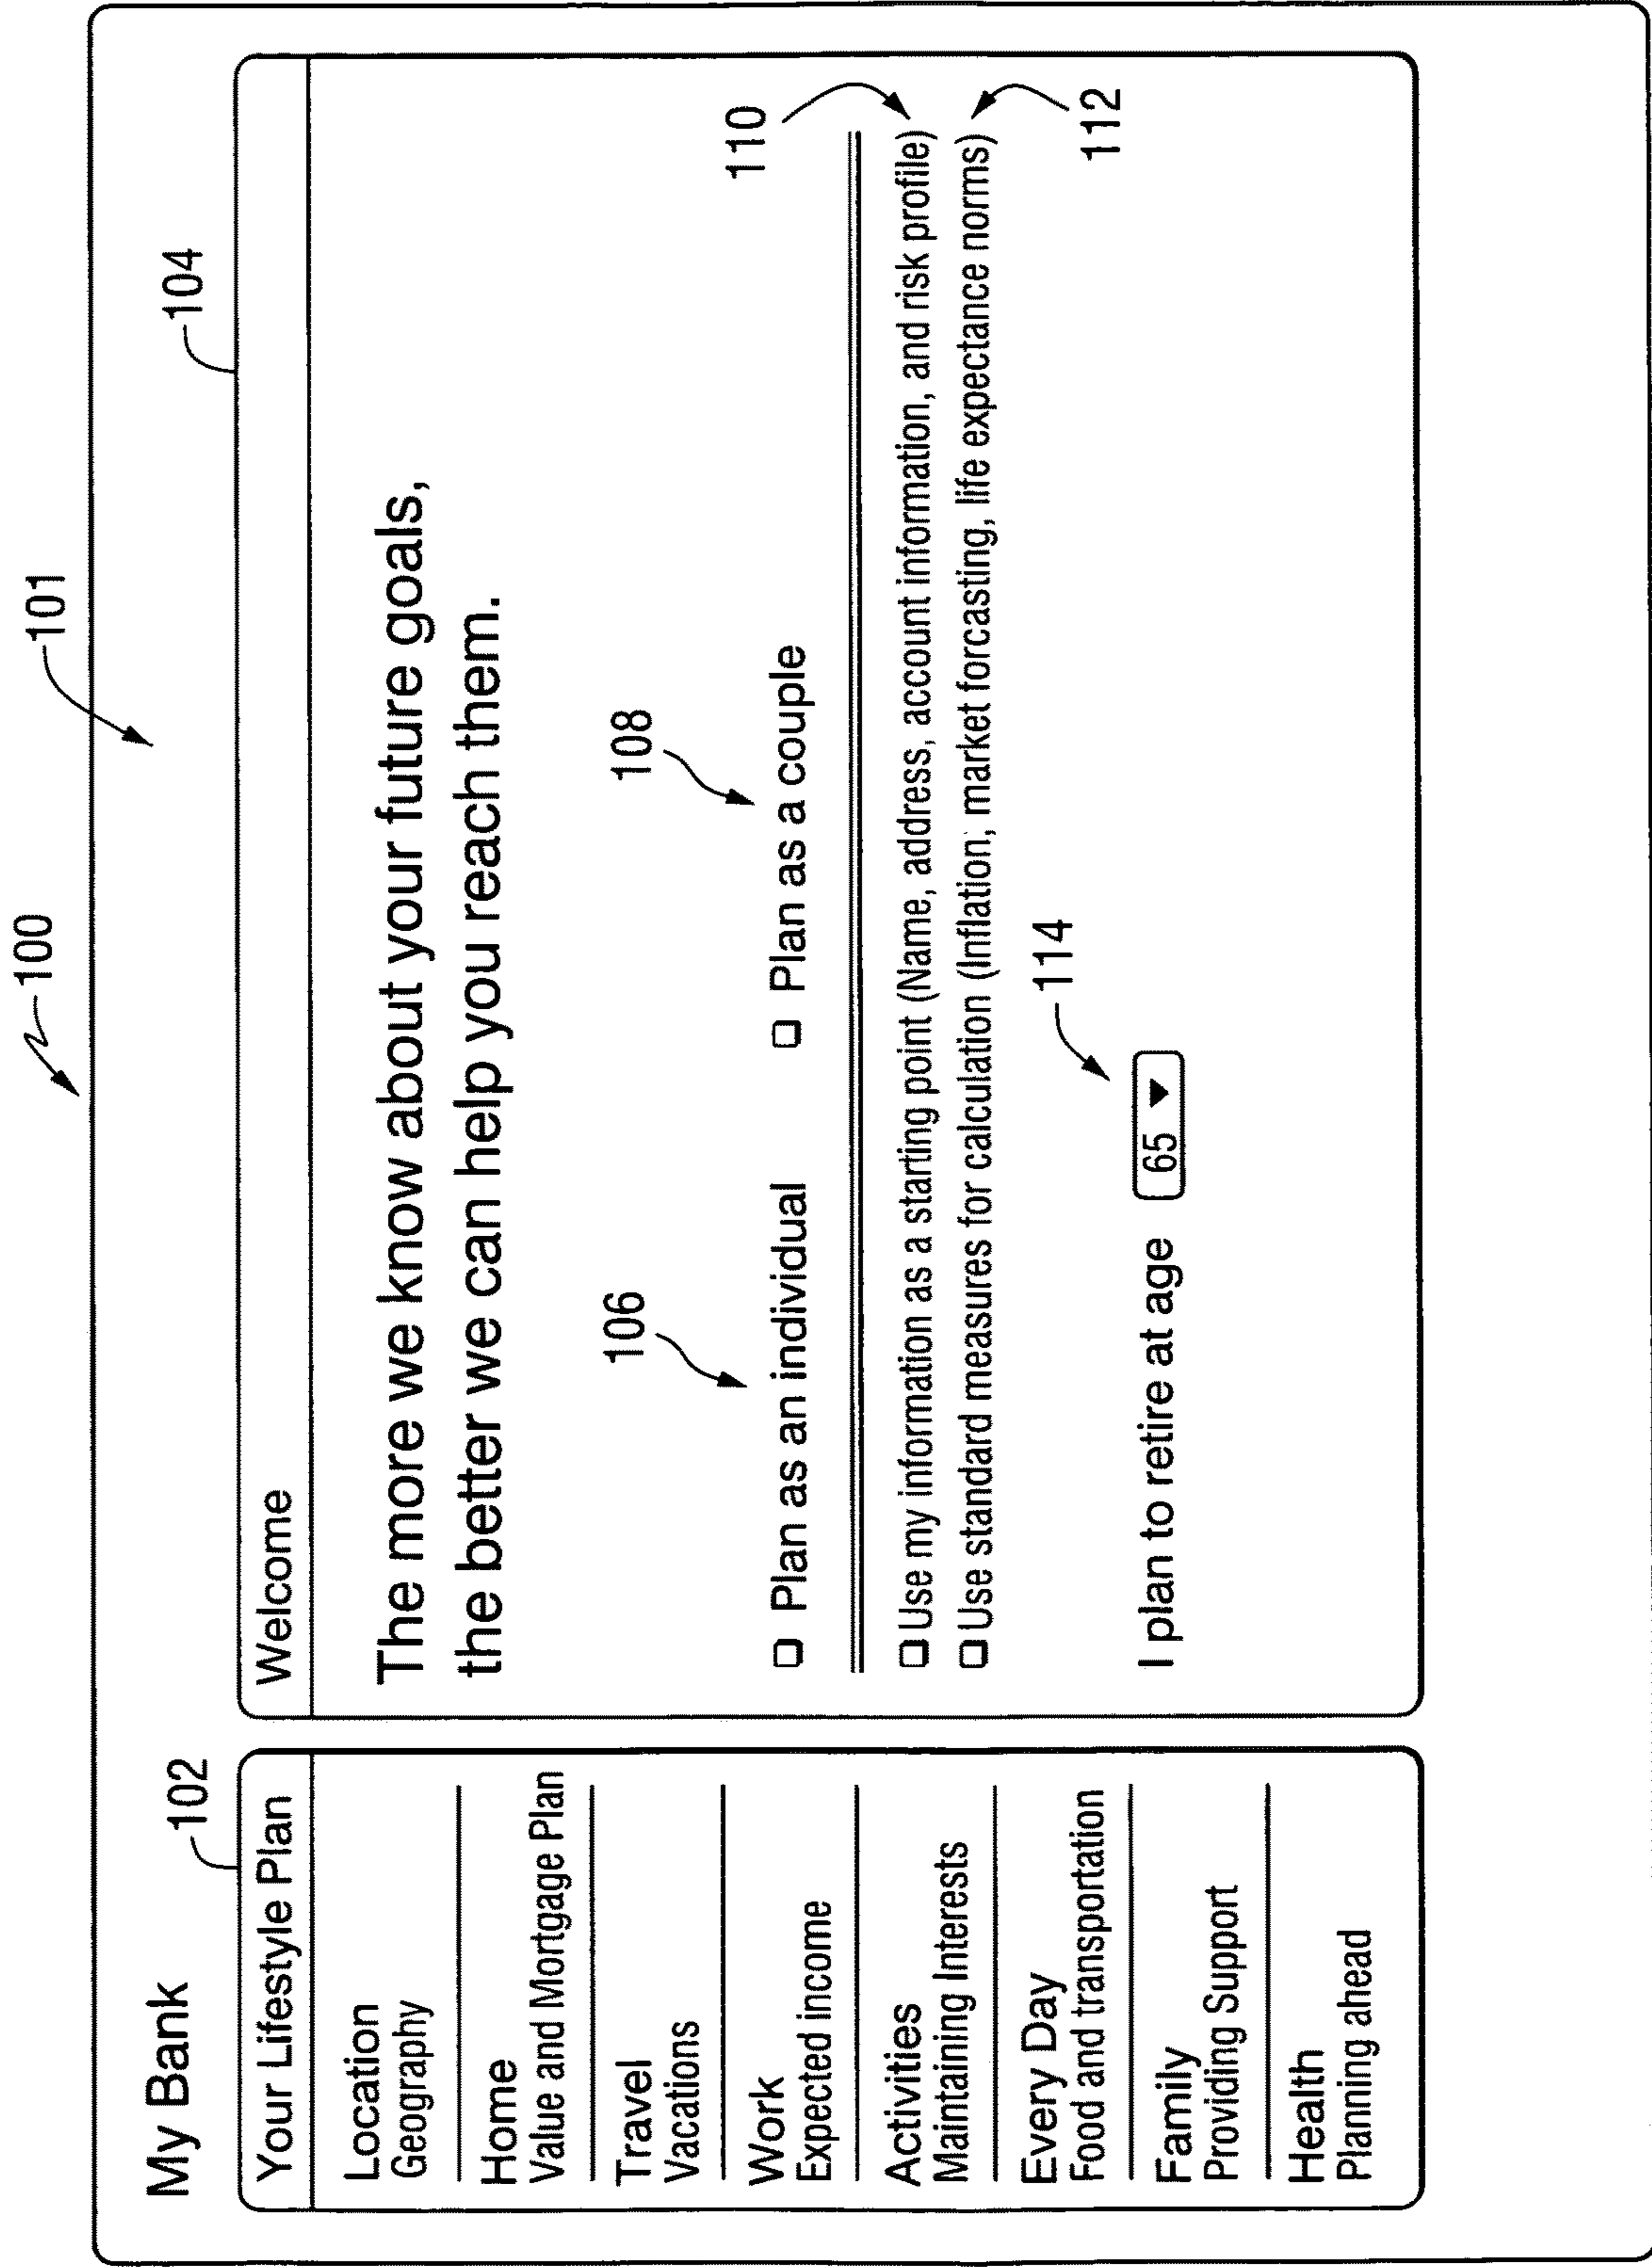 100
101
My Bank
102
104
Your Lifestyle Plan
Location
Geography
Home
Value and Mortgage Plan
Travel
Vacations
Work
Expected income
Activities
Maintaining Interests
Every Day
Food and transportation
Family
Providing Support
Health
Planning ahead
Welcome
The more we know about your future goals,
the better we can help you reach them.
106
108
Plan as an individual
Plan as a couple
110
Use my information as a starting point (Name, address, account information, and risk profile)
Use standard measures for calculation (Inflation, market forcasting, life expectance norms)
112
114
I plan to retire at age 65